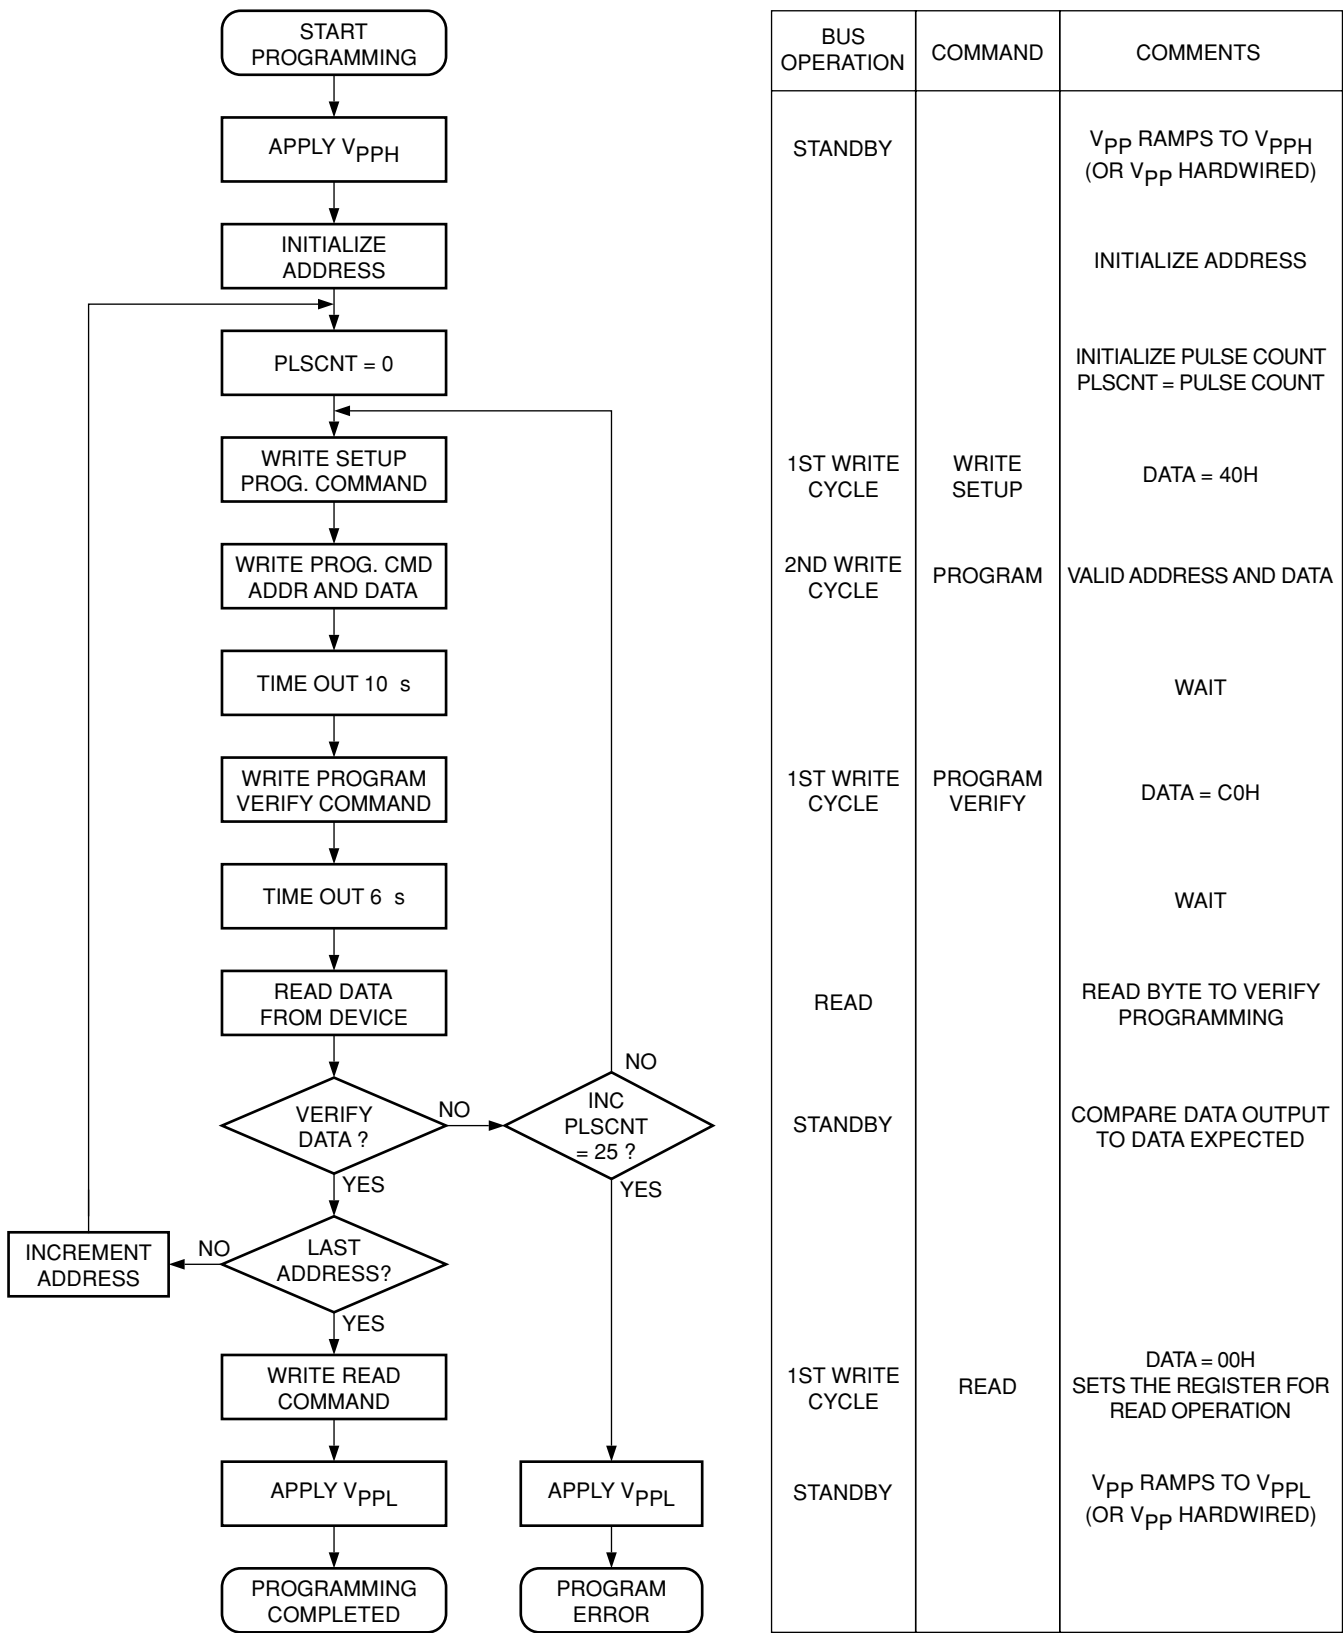 START
PROGRAMMING
APPLY VPPH
INITIALIZE
ADDRESS
PLSCNT = 0
WRITE SETUP
PROG. COMMAND
WRITE PROG. CMD
ADDR AND DATA
TIME OUT 10 s
WRITE PROGRAM
VERIFY COMMAND
TIME OUT 6 s
READ DATA
FROM DEVICE
VERIFY
DATA ?
NO
YES
INC
PLSCNT
= 25 ?
NO
YES
LAST
ADDRESS?
NO
YES
INCREMENT
ADDRESS
WRITE READ
COMMAND
APPLY VPPL
APPLY VPPL
PROGRAMMING
COMPLETED
PROGRAM
ERROR
BUS
OPERATION
COMMAND
COMMENTS
STANDBY
VPP RAMPS TO VPPH
(OR VPP HARDWIRED)
INITIALIZE ADDRESS
INITIALIZE PULSE COUNT
PLSCNT = PULSE COUNT
1ST WRITE
CYCLE
WRITE
SETUP
DATA = 40H
2ND WRITE
CYCLE
PROGRAM
VALID ADDRESS AND DATA
WAIT
1ST WRITE
CYCLE
PROGRAM
VERIFY
DATA = C0H
WAIT
READ
READ BYTE TO VERIFY
PROGRAMMING
STANDBY
COMPARE DATA OUTPUT
TO DATA EXPECTED
1ST WRITE
CYCLE
READ
DATA = 00H
SETS THE REGISTER FOR
READ OPERATION
STANDBY
VPP RAMPS TO VPPL
(OR VPP HARDWIRED)